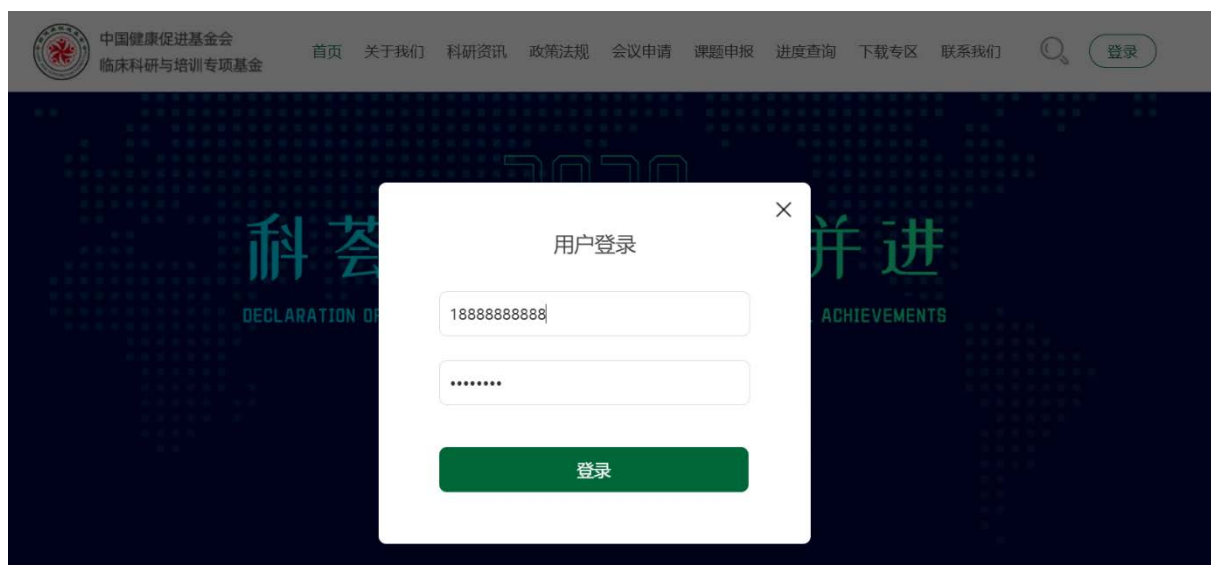 中国健康促进基金会
临床科研与培训专项基金
首页 关于我们 科研资讯 政策法规 会议申请 课题申报 进度查询 下载专区 联系我们 登录
科荟
并进
DECLARATION
ACHIEVEMENTS
用户登录
18888888888
••••••••
登录